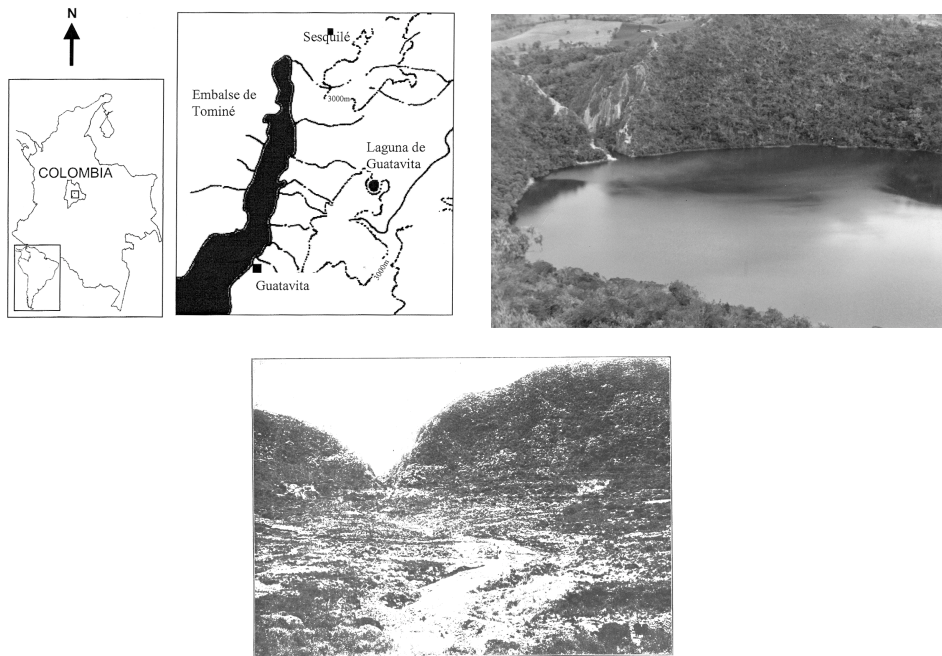 N
COLOMBIA
Sesquilé
Embalse de
Tominé
3000m
Laguna de
Guatavita
3000m
Guatavita